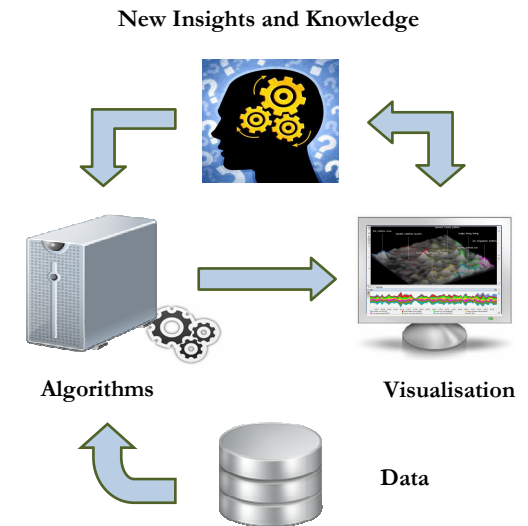 New Insights and Knowledge
Algorithms
Visualisation
Data